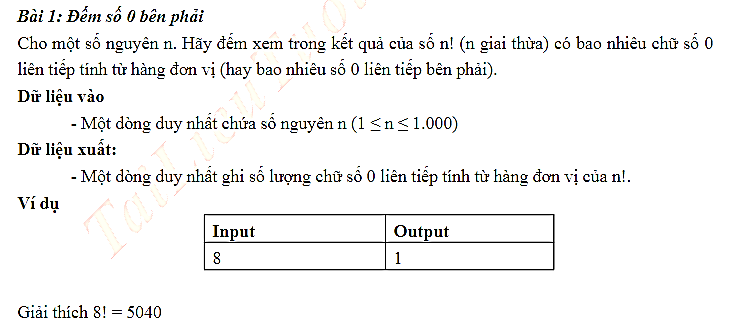 Bài 1: Đếm số 0 bên phải
Cho một số nguyên n. Hãy đếm xem trong kết quả của số n! (n giai thừa) có bao nhiêu chữ số 0
liên tiếp tính từ hàng đơn vị (hay bao nhiêu số 0 liên tiếp bên phải).
Dữ liệu vào
- Một dòng duy nhất chứa số nguyên n (1 ≤ n ≤ 1.000)
Dữ liệu xuất:
- Một dòng duy nhất ghi số lượng chữ số 0 liên tiếp tính từ hàng đơn vị của n!.
Ví dụ
Input Output
8 1
Giải thích 8! = 5040